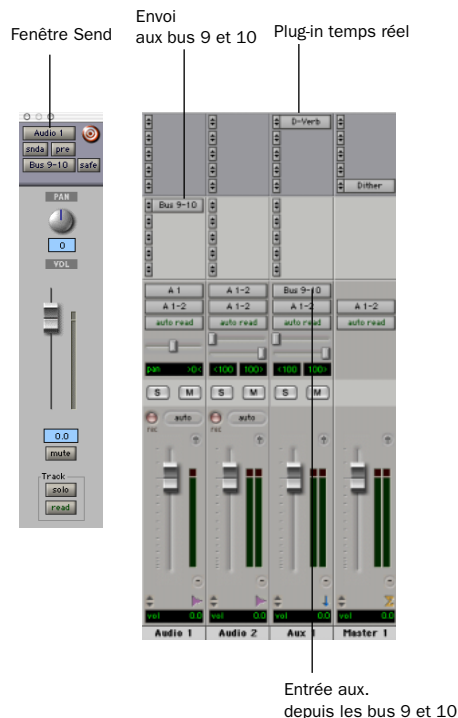 Fenêtre Send
Envoi
aux bus 9 et 10
Plug-in temps réel
Audio 1
snda pre
Bus 9-10 safe
PAN
0
VOL
0.0
mute
Track
solo
read
D-Verb
Dither
Bus 9-10
A 1 A 1-2 Bus 9-10
A 1-2 A 1-2 A 1-2 A 1-2
auto read auto read auto read auto read
pan >0< <100 100> <100 100>
S M S M S M
auto auto
rec rec
vol 0.0 vol 0.0 vol 0.0 vol 0.0
Audio 1 Audio 2 Aux 1 Master 1
Entrée aux.
depuis les bus 9 et 10